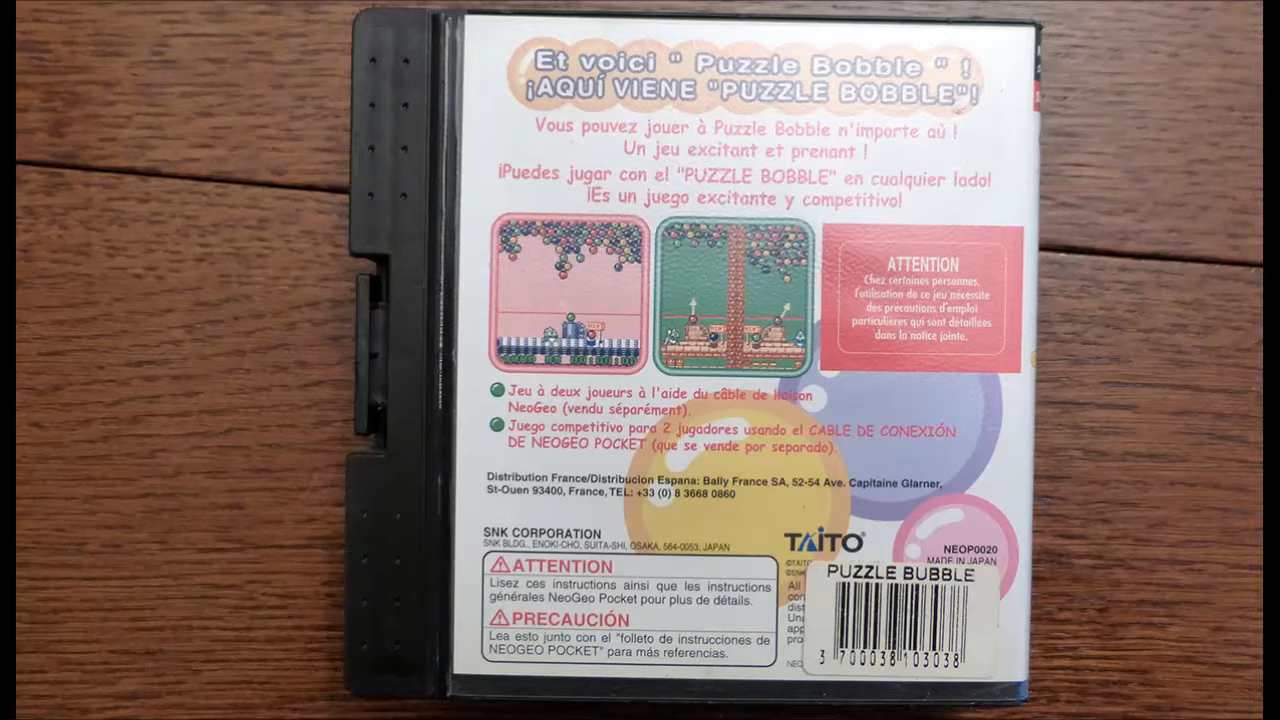 Et voici " Puzzle Bobble " !
¡AQUÍ VIENE "PUZZLE BOBBLE"!
Vous pouvez jouer à Puzzle Bobble n'importe aû !
Un jeu excitant et prenant !
¡Puedes jugar con el "PUZZLE BOBBLE" en cualquier lado!
¡Es un juego excitante y competitivo!
ATTENTION
Chez certaines personnes,
l'utilisation de ce jeu nécessite
des précautions d'emploi
particulières qui sont détaillées
dans la notice jointe.
Jeu à deux joueurs à l'aide du câble de liaison
NeoGeo (vendu séparément).
Juego competitivo para 2 jugadores usando el CABLE DE CONEXIÓN
DE NEOGEO POCKET (que se vende por separado).
Distribution France/Distribucion Espana: Bally France SA, 52-54 Ave. Capitaine Glarner,
St-Ouen 93400, France, TEL: +33 (0) 8 3668 0860
SNK CORPORATION
SNK BLDG., ENOKI-CHO, SUITA-SHI, OSAKA, 564-0053, JAPAN
TAITO®
NEOP0020
MADE IN JAPAN
©TAITO
©SNK
All
ATTENTION
Lisez ces instructions ainsi que les instructions
générales NeoGeo Pocket pour plus de détails.
PRECAUCIÓN
Lea esto junto con el "folleto de instrucciones de
NEOGEO POCKET" para más referencias.
PUZZLE BUBBLE
3 700038 103038